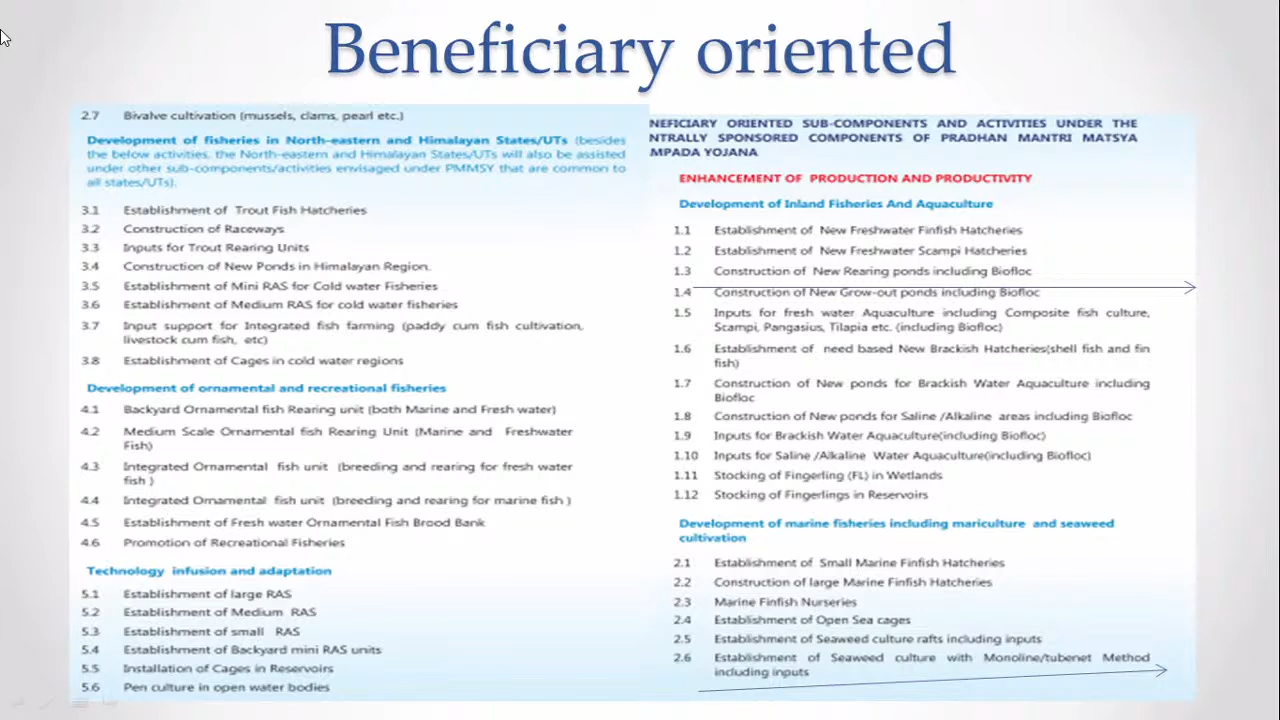 Beneficiary oriented
2.7 Bivalve cultivation (mussels, clams, pearl etc.)
Development of fisheries in North-eastern and Himalayan States/UTs (besides
the below activities, the North-eastern and Himalayan States/UTs will also be assisted
under other sub-components/activities envisaged under PMMSY that are common to
all states/UTs).
3.1 Establishment of Trout Fish Hatcheries
3.2 Construction of Raceways
3.3 Inputs for Trout Rearing Units
3.4 Construction of New Ponds in Himalayan Region.
3.5 Establishment of Mini RAS for Cold water Fisheries
3.6 Establishment of Medium RAS for cold water fisheries
3.7 Input support for Integrated fish farming (paddy cum fish cultivation,
livestock cum fish, etc)
3.8 Establishment of Cages in cold water regions
Development of ornamental and recreational fisheries
4.1 Backyard Ornamental fish Rearing unit (both Marine and Fresh water)
4.2 Medium Scale Ornamental fish Rearing Unit (Marine and Freshwater
Fish)
4.3 Integrated Ornamental fish unit (breeding and rearing for fresh water
fish )
4.4 Integrated Ornamental fish unit (breeding and rearing for marine fish )
4.5 Establishment of Fresh water Ornamental Fish Brood Bank
4.6 Promotion of Recreational Fisheries
Technology infusion and adaptation
5.1 Establishment of large RAS
5.2 Establishment of Medium RAS
5.3 Establishment of small RAS
5.4 Establishment of Backyard mini RAS units
5.5 Installation of Cages in Reservoirs
5.6 Pen culture in open water bodies
NEFICIARY ORIENTED SUB-COMPONENTS AND ACTIVITIES UNDER THE
NTRALLY SPONSORED COMPONENTS OF PRADHAN MANTRI MATSYA
MPADA YOJANA
ENHANCEMENT OF PRODUCTION AND PRODUCTIVITY
Development of Inland Fisheries And Aquaculture
1.1 Establishment of New Freshwater Finfish Hatcheries
1.2 Establishment of New Freshwater Scampi Hatcheries
1.3 Construction of New Rearing ponds including Biofloc
1.4 Construction of New Grow-out ponds including Biofloc
1.5 Inputs for fresh water Aquaculture including Composite fish culture,
Scampi, Pangasius, Tilapia etc. (including Biofloc)
1.6 Establishment of need based New Brackish Hatcheries(shell fish and fin
fish)
1.7 Construction of New ponds for Brackish Water Aquaculture including
Biofloc
1.8 Construction of New ponds for Saline /Alkaline areas including Biofloc
1.9 Inputs for Brackish Water Aquaculture(including Biofloc)
1.10 Inputs for Saline /Alkaline Water Aquaculture(including Biofloc)
1.11 Stocking of Fingerling (FL) in Wetlands
1.12 Stocking of Fingerlings in Reservoirs
Development of marine fisheries including mariculture and seaweed
cultivation
2.1 Establishment of Small Marine Finfish Hatcheries
2.2 Construction of large Marine Finfish Hatcheries
2.3 Marine Finfish Nurseries
2.4 Establishment of Open Sea cages
2.5 Establishment of Seaweed culture rafts including inputs
2.6 Establishment of Seaweed culture with Monoline/tubenet Method
including inputs